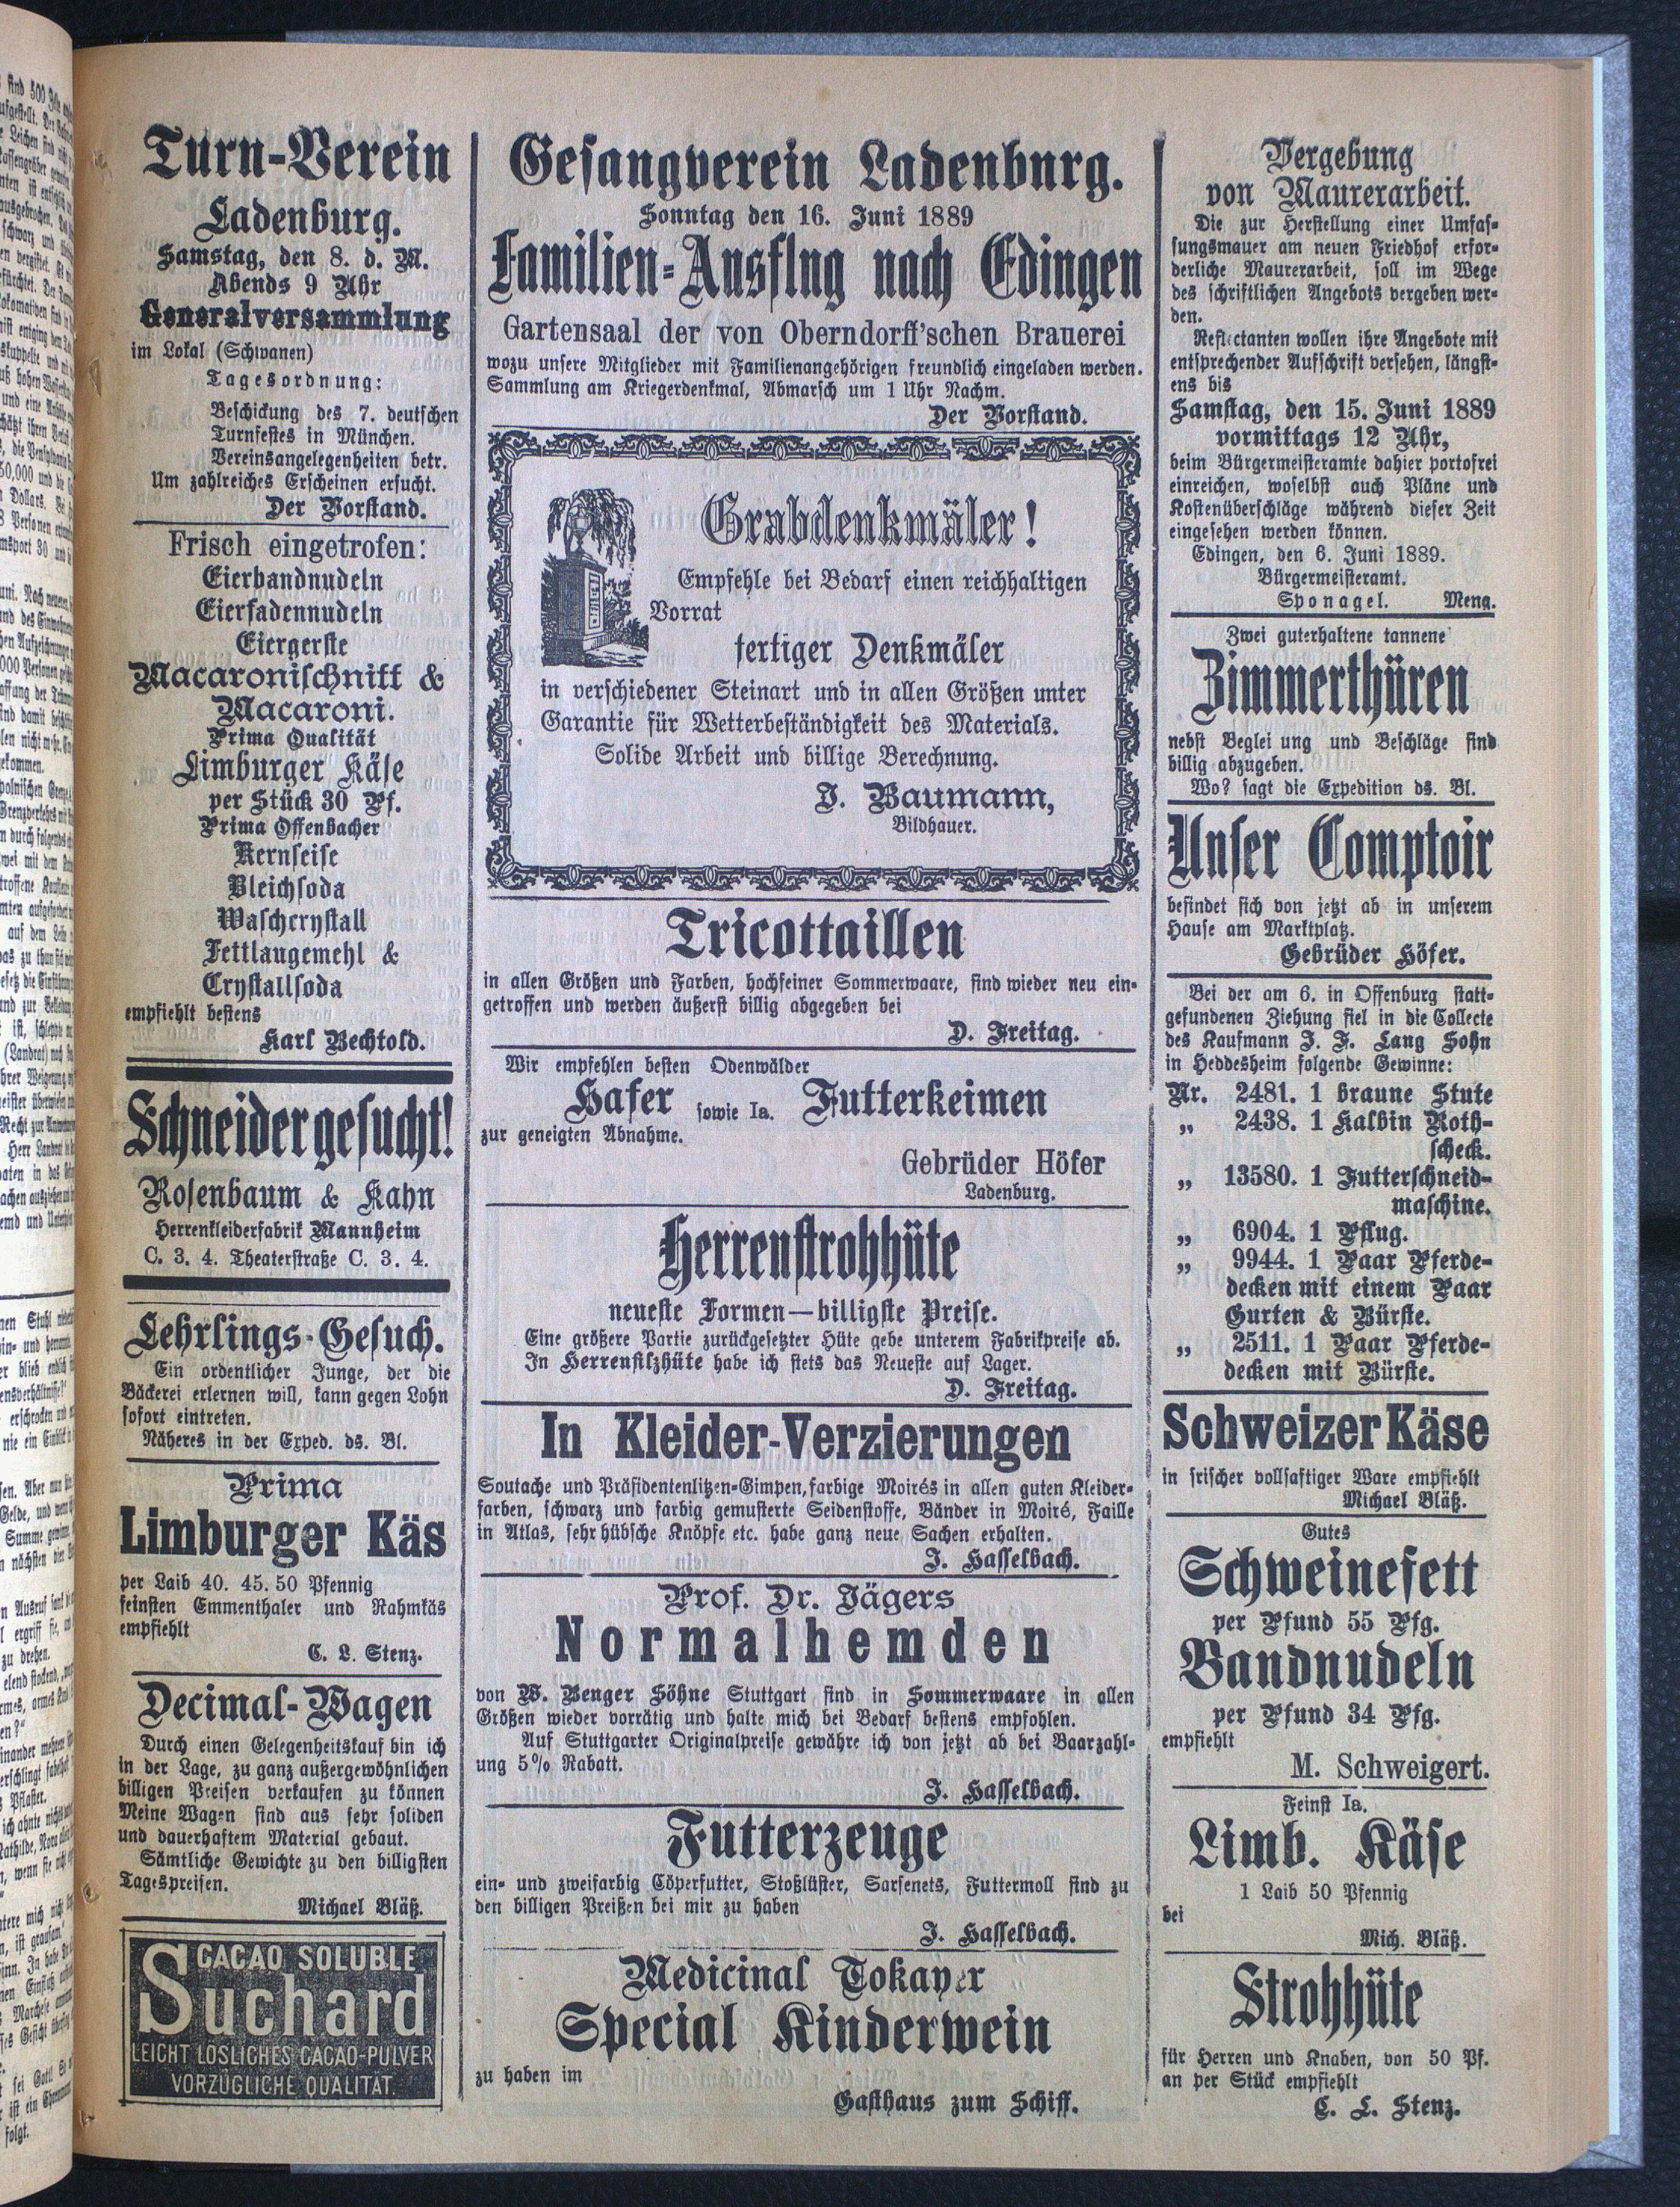 Turn-Verein
Ladenburg.
Samstag, den 8. d. M.
Abends 9 Uhr
Generalversammlung
im Lokal (Schwanen)
Tagesordnung:
Beschickung des 7. deutschen
Turnfestes in München.
Vereinsangelegenheiten betr.
Um zahlreiches Erscheinen ersucht.
Der Vorstand.
Frisch eingetrofen:
Eierbandnudeln
Eierfadennudeln
Eiergerste
Macaronischnitt &
Macaroni.
Prima Qualität
Limburger Käse
per Stück 30 Pf.
Prima Offenbacher
Kernseife
Bleichsoda
Waschcrystall
Fettlaugemehl &
Crystallsoda
empfiehlt bestens
Karl Bechtold.
Schneider gesucht!
Rosenbaum & Kahn
Herrenkleiderfabrik Mannheim
C. 3. 4. Theaterstraße C. 3. 4.
Lehrlings-Gesuch.
Ein ordentlicher Junge, der die
Bäckerei erlernen will, kann gegen Lohn
sofort eintreten.
Näheres in der Exped. ds. Bl.
Prima
Limburger Käs
per Laib 40. 45. 50 Pfennig
feinsten Emmenthaler und Rahmkäs
empfiehlt
C. L. Stenz.
Decimal-Wagen
Durch einen Gelegenheitskauf bin ich
in der Lage, zu ganz außergewöhnlichen
billigen Preisen verkaufen zu können
Meine Wagen sind aus sehr soliden
und dauerhaftem Material gebaut.
Sämtliche Gewichte zu den billigsten
Tagespreisen.
Michael Bläß.
CACAO SOLUBLE
Suchard
LEICHT LÖSLICHES CACAO-PULVER
VORZÜGLICHE QUALITÄT.
Gesangverein Ladenburg.
Sonntag den 16. Juni 1889
Familien-Ausflug nach Edingen
Gartensaal der von Oberndorff'schen Brauerei
wozu unsere Mitglieder mit Familienangehörigen freundlich eingeladen werden.
Sammlung am Kriegerdenkmal, Abmarsch um 1 Uhr Nachm.
Der Vorstand.
Grabdenkmäler!
Empfehle bei Bedarf einen reichhaltigen
Vorrat
fertiger Denkmäler
in verschiedener Steinart und in allen Größen unter
Garantie für Wetterbeständigkeit des Materials.
Solide Arbeit und billige Berechnung.
J. Baumann,
Bildhauer.
Tricottaillen
in allen Größen und Farben, hochfeiner Sommerwaare, sind wieder neu ein-
getroffen und werden äußerst billig abgegeben bei
D. Freitag.
Wir empfehlen besten Odenwälder
Hafer sowie Ia. Futterkeimen
zur geneigten Abnahme.
Gebrüder Höfer
Ladenburg.
Herrenstrohhüte
neueste Formen—billigste Preise.
Eine größere Partie zurückgesetzter Hüte gebe unterem Fabrikpreise ab.
In Herrenfilzhüte habe ich stets das Neueste auf Lager.
D. Freitag.
In Kleider-Verzierungen
Soutache und Präsidentenlitzen-Gimpen, farbige Moirés in allen guten Kleider-
farben, schwarz und farbig gemusterte Seidenstoffe, Bänder in Moiré, Faille
in Atlas, sehr hübsche Knöpfe etc. habe ganz neue Sachen erhalten.
J. Hasselbach.
Prof. Dr. Jägers
Normalhemden
von W. Benger Söhne Stuttgart sind in Sommerwaare in allen
Größen wieder vorrätig und halte mich bei Bedarf bestens empfohlen.
Auf Stuttgarter Originalpreise gewähre ich von jetzt ab bei Baarzahl-
ung 5% Rabatt.
J. Hasselbach.
Futterzeuge
ein- und zweifarbig Cöperfutter, Stoßlüster, Sarsenets, Futtermoll sind zu
den billigen Preißen bei mir zu haben
J. Hasselbach.
Medicinal Tokayer
Special Kinderwein
zu haben im
Gasthaus zum Schiff.
Vergebung
von Maurerarbeit.
Die zur Herstellung einer Umfas-
sungsmauer am neuen Friedhof erfor-
derliche Maurerarbeit, soll im Wege
des schriftlichen Angebots vergeben wer-
den.
Reflectanten wollen ihre Angebote mit
entsprechender Aufschrift versehen, längst-
ens bis
Samstag, den 15. Juni 1889
vormittags 12 Uhr,
beim Bürgermeisteramte dahier portofrei
einreichen, woselbst auch Pläne und
Kostenüberschläge während dieser Zeit
eingesehen werden können.
Edingen, den 6. Juni 1889.
Bürgermeisteramt.
Sponagel. Meng.
Zwei guterhaltene tannene
Zimmerthüren
nebst Beglei ung und Beschläge sind
billig abzugeben.
Wo? sagt die Expedition ds. Bl.
Unser Comptoir
befindet sich von jetzt ab in unserem
Hause am Marktplatz.
Gebrüder Höfer.
Bei der am 6. in Offenburg statt-
gefundenen Ziehung fiel in die Collecte
des Kaufmann J. F. Lang Sohn
in Heddesheim folgende Gewinne:
Nr. 2481. 1 braune Stute
„ 2438. 1 Kalbin Roth-
scheck.
„ 13580. 1 Futterschneid-
maschine.
„ 6904. 1 Pflug.
„ 9944. 1 Paar Pferde-
decken mit einem Paar
Gurten & Bürste.
„ 2511. 1 Paar Pferde-
decken mit Bürste.
Schweizer Käse
in frischer vollsaftiger Ware empfiehlt
Michael Bläß.
Gutes
Schweinefett
per Pfund 55 Pfg.
Bandnudeln
per Pfund 34 Pfg.
empfiehlt
M. Schweigert.
Feinst Ia.
Limb. Käse
1 Laib 50 Pfennig
bei
Mich. Bläß.
Strohhüte
für Herren und Knaben, von 50 Pf.
an per Stück empfiehlt
C. L. Stenz.